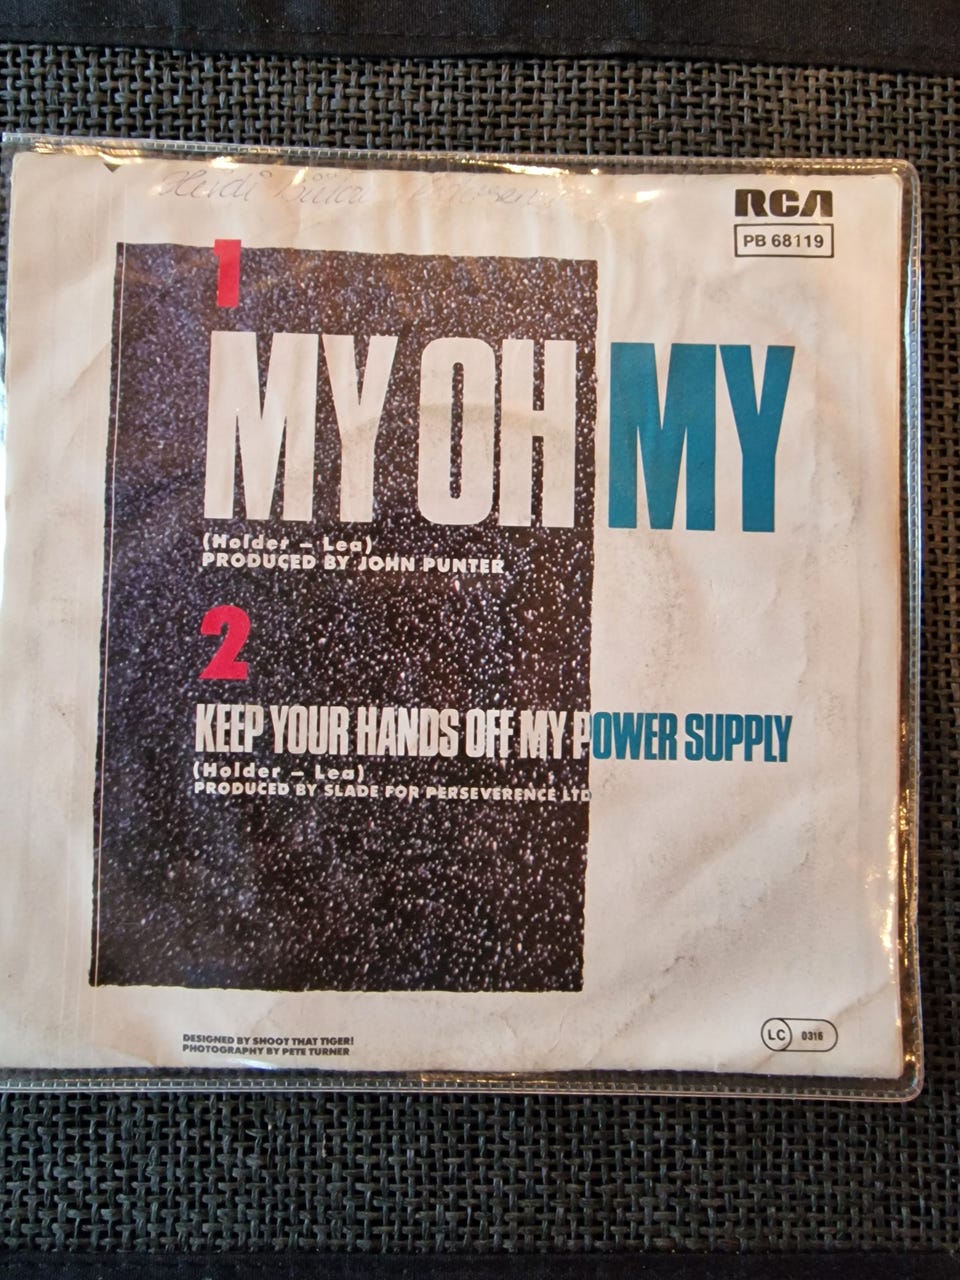 RCA
PB 68119
1
MY OH MY
(Holder – Lea)
PRODUCED BY JOHN PUNTER
2
KEEP YOUR HANDS OFF MY POWER SUPPLY
(Holder – Lea)
PRODUCED BY SLADE FOR PERSEVERENCE LTD
DESIGNED BY SHOOT THAT TIGER!
PHOTOGRAPHY BY PETE TURNER
LC 0316